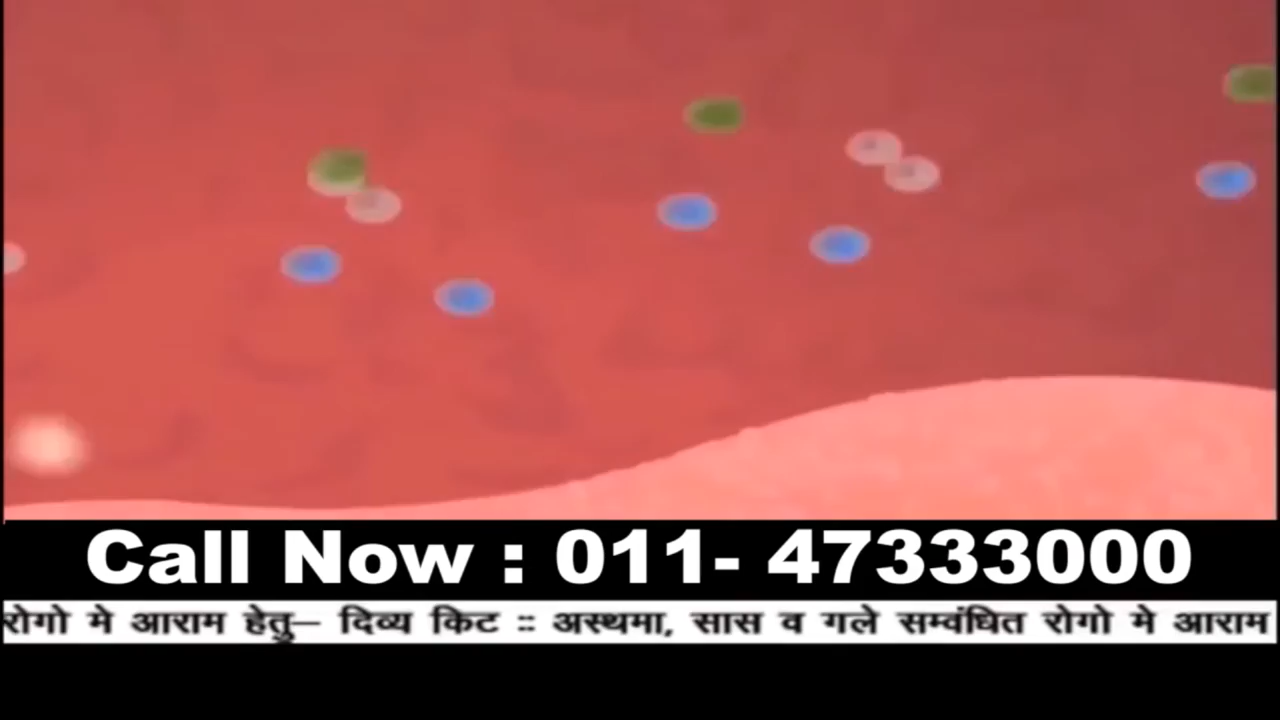 Call Now : 011- 47333000
रोगो मे आराम हेतु– दिव्य किट :: अस्थमा, सास व गले सम्वंधित रोगो मे आराम